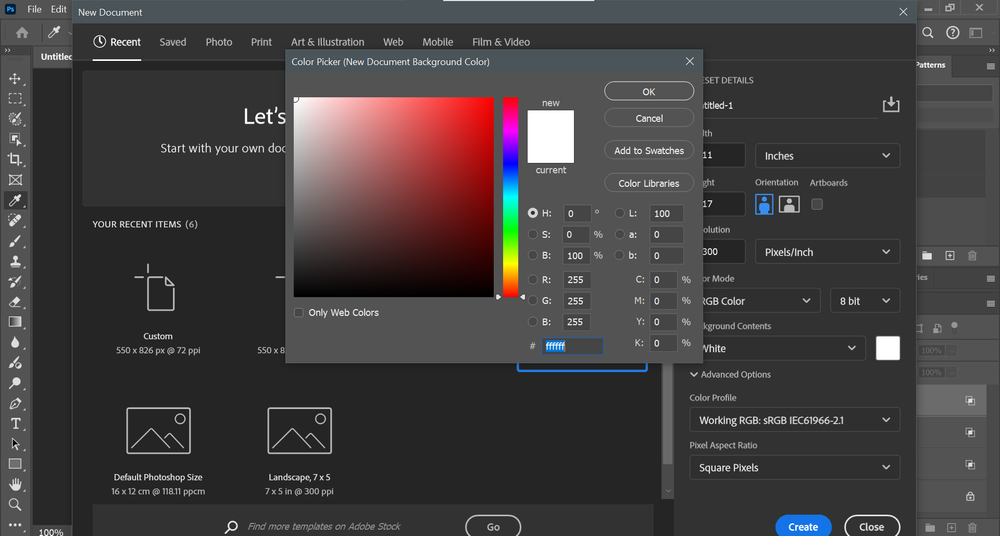 Ps File Edit
New Document
Recent Saved Photo Print Art & Illustration Web Mobile Film & Video
Untitled
Let's
Start with your own doc
YOUR RECENT ITEMS (6)
Custom
550 x 826 px @ 72 ppi
550 x 8
Default Photoshop Size
16 x 12 cm @ 118.11 ppcm
Landscape, 7 x 5
7 x 5 in @ 300 ppi
Find more templates on Adobe Stock
Go
100%
Color Picker (New Document Background Color)
new
current
OK
Cancel
Add to Swatches
Color Libraries
H: 0 ° L: 100
S: 0 % a: 0
B: 100 % b: 0
R: 255 C: 0 %
G: 255 M: 0 %
B: 255 Y: 0 %
# ffffff K: 0 %
Only Web Colors
ESET DETAILS
ntitled-1
dth
11 Inches
ght Orientation Artboards
17
olution
300 Pixels/Inch
or Mode
RGB Color 8 bit
kground Contents
White
Advanced Options
Color Profile
Working RGB: sRGB IEC61966-2.1
Pixel Aspect Ratio
Square Pixels
Create Close
Patterns
ries
100%
100%